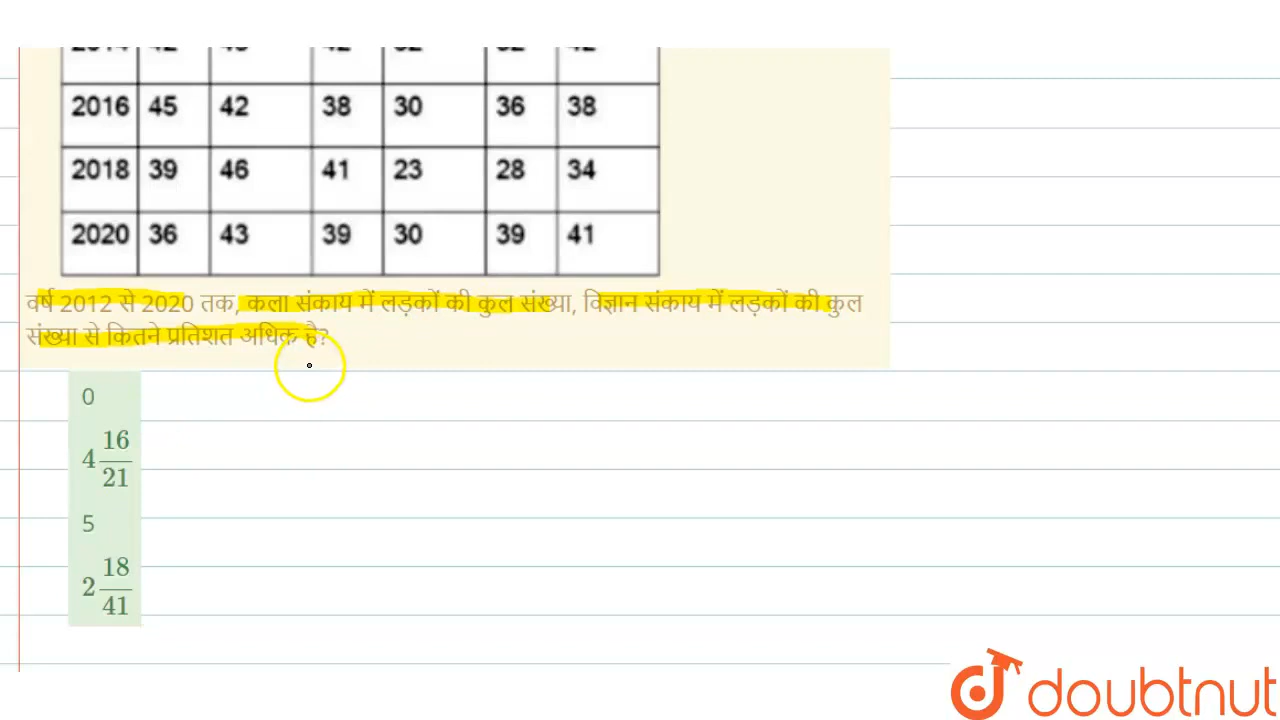 2016 45 42 38 30 36 38
2018 39 46 41 23 28 34
2020 36 43 39 30 39 41
वर्ष 2012 से 2020 तक, कला संकाय में लड़कों की कुल संख्या, विज्ञान संकाय में लड़कों की कुल
संख्या से कितने प्रतिशत अधिक है?
0
4 16/21
5
2 18/41
doubtnut